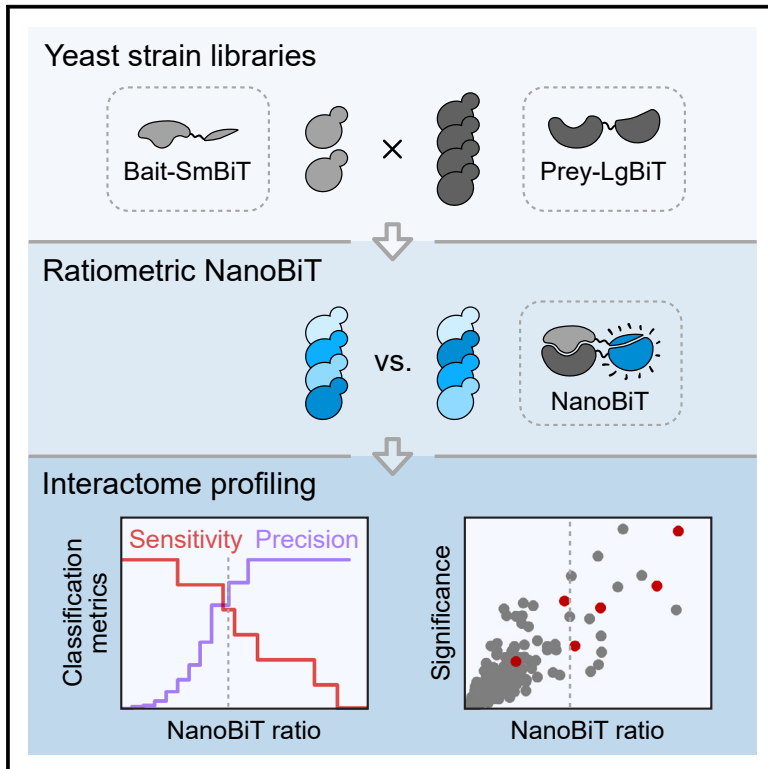 Yeast strain libraries
Bait-SmBiT
×
Prey-LgBiT
Ratiometric NanoBiT
vs.
NanoBiT
Interactome profiling
Sensitivity
Precision
Classification
metrics
NanoBiT ratio
Significance
NanoBiT ratio